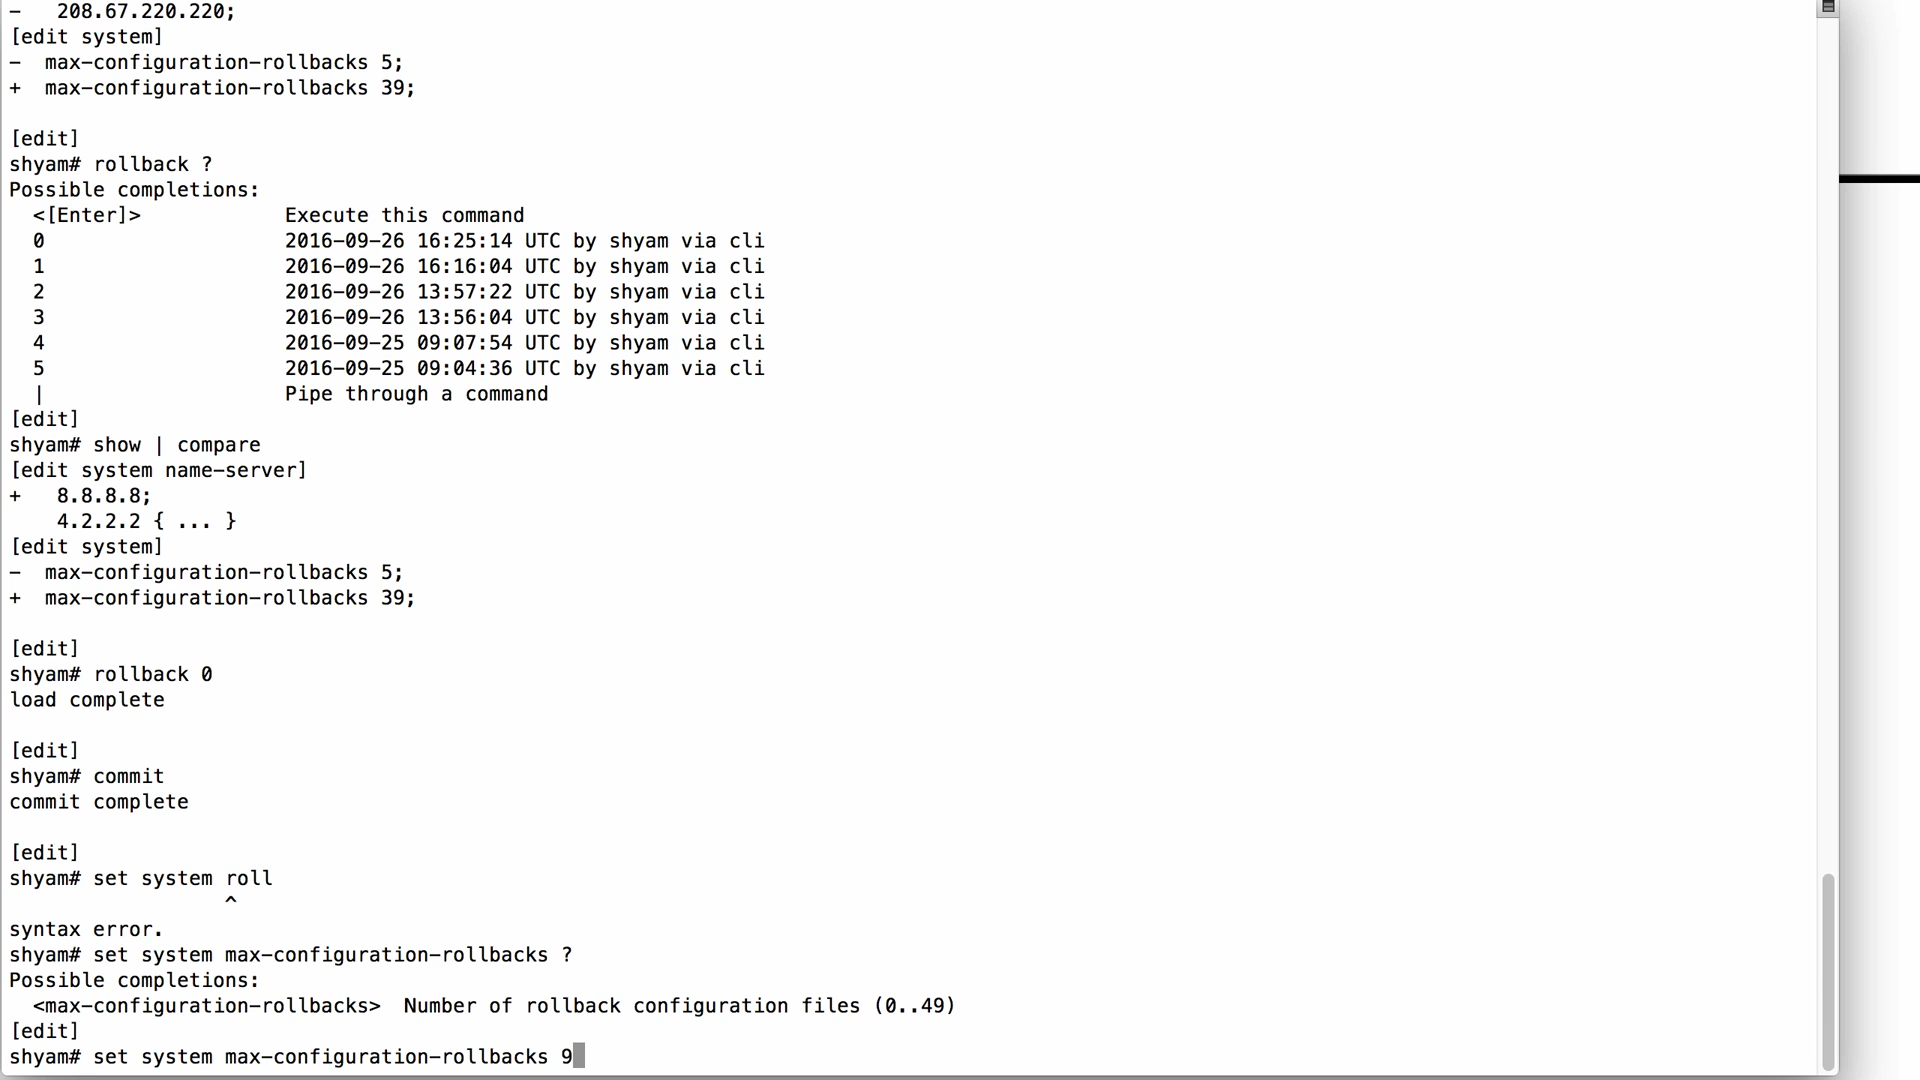 -   208.67.220.220;
[edit system]
-  max-configuration-rollbacks 5;
+  max-configuration-rollbacks 39;
[edit]
shyam# rollback ?
Possible completions:
  <[Enter]>            Execute this command
  0                    2016-09-26 16:25:14 UTC by shyam via cli
  1                    2016-09-26 16:16:04 UTC by shyam via cli
  2                    2016-09-26 13:57:22 UTC by shyam via cli
  3                    2016-09-26 13:56:04 UTC by shyam via cli
  4                    2016-09-25 09:07:54 UTC by shyam via cli
  5                    2016-09-25 09:04:36 UTC by shyam via cli
  |                    Pipe through a command
[edit]
shyam# show | compare
[edit system name-server]
+   8.8.8.8;
    4.2.2.2 { ... }
[edit system]
-  max-configuration-rollbacks 5;
+  max-configuration-rollbacks 39;
[edit]
shyam# rollback 0
load complete
[edit]
shyam# commit
commit complete
[edit]
shyam# set system roll
                  ^
syntax error.
shyam# set system max-configuration-rollbacks ?
Possible completions:
  <max-configuration-rollbacks>  Number of rollback configuration files (0..49)
[edit]
shyam# set system max-configuration-rollbacks 9